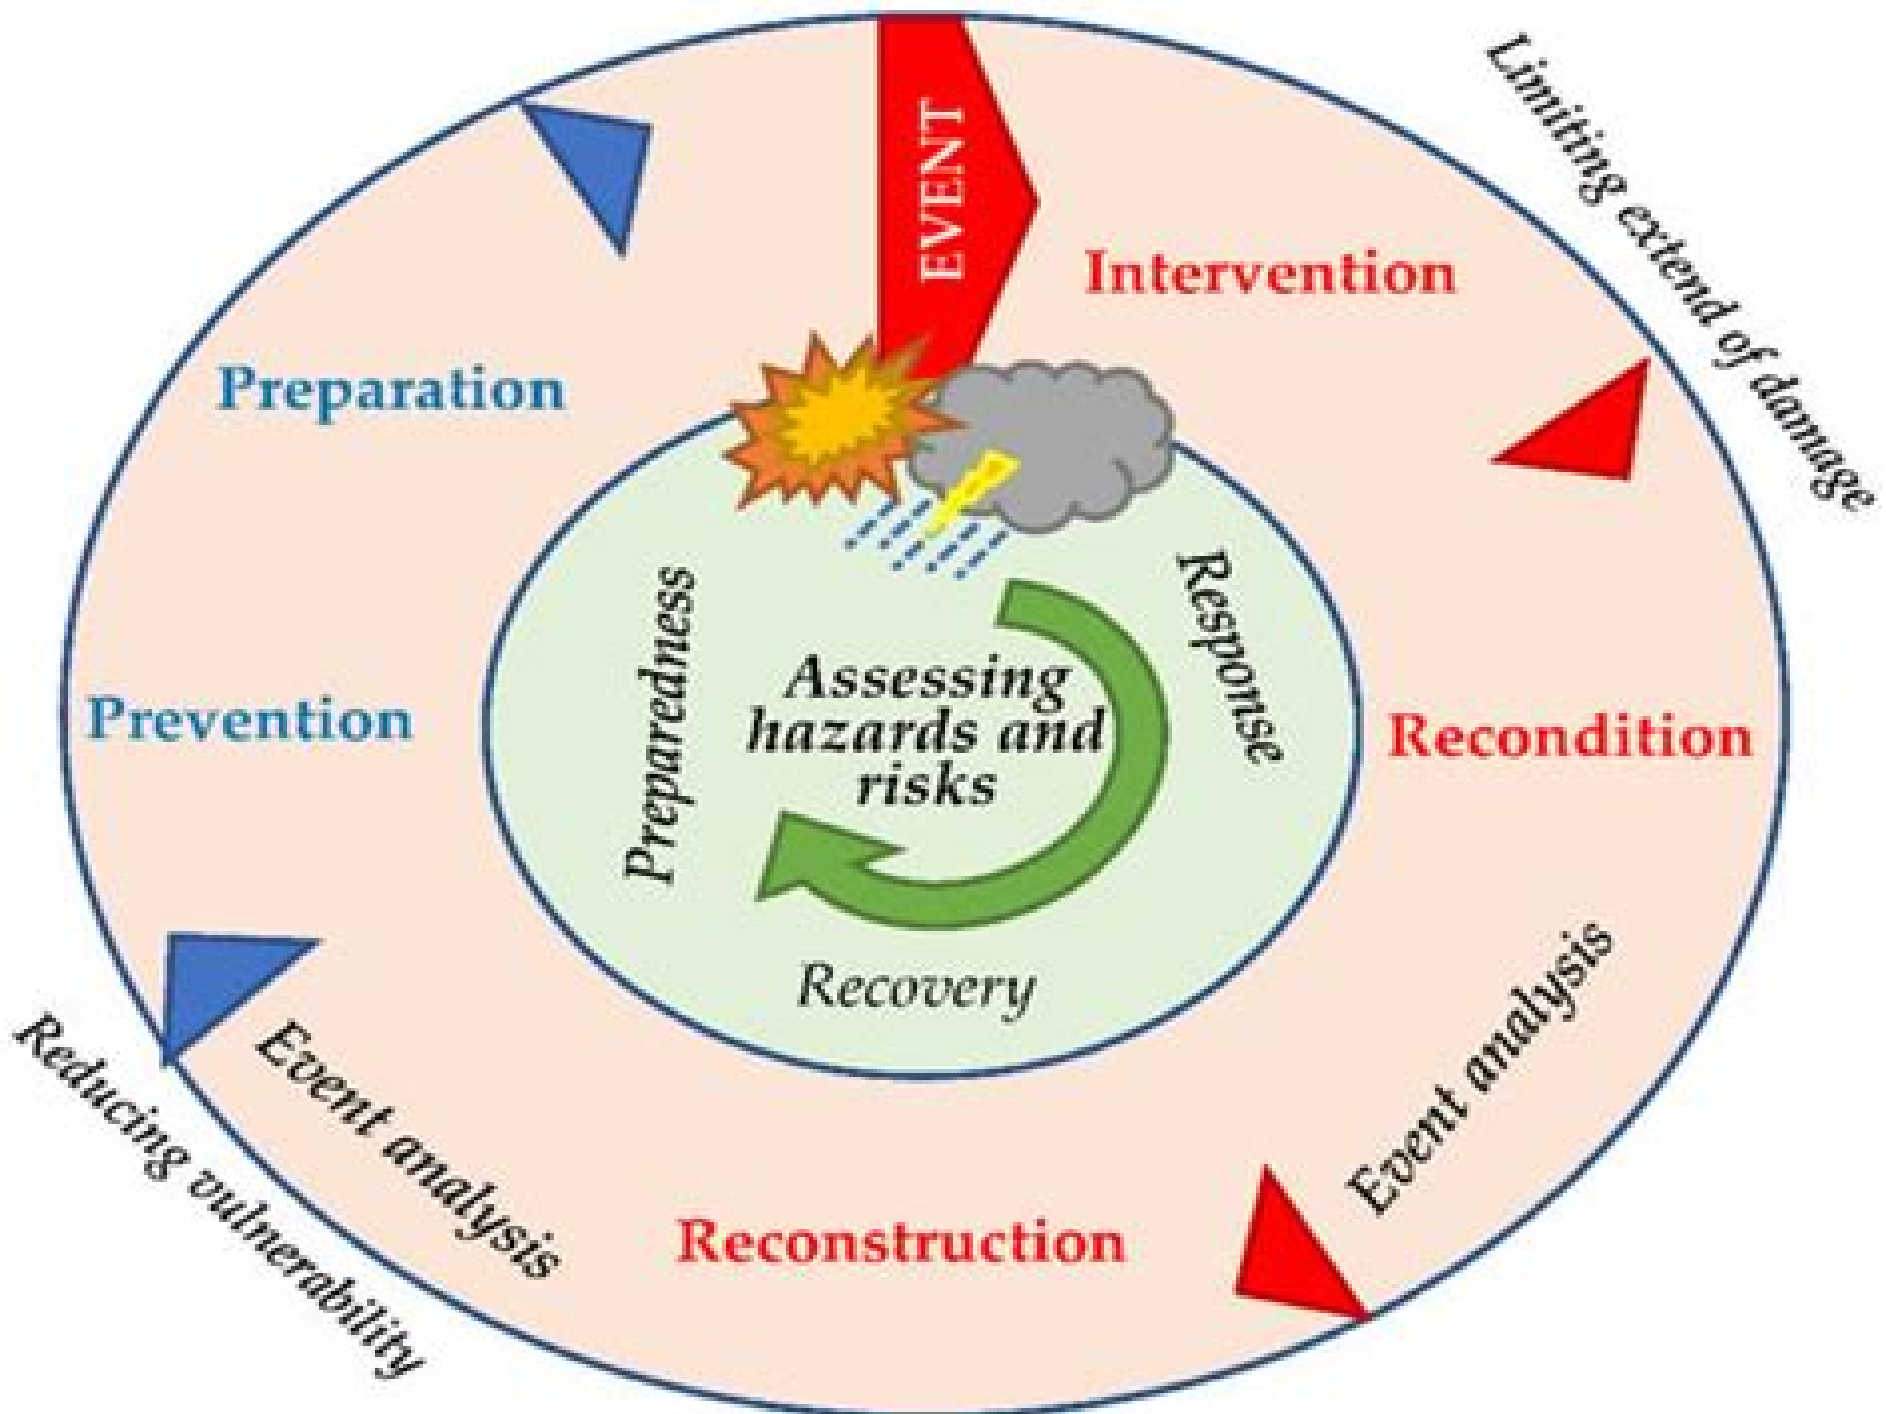 EVENT
Limiting extend of damage
Intervention
Preparation
Preparedness
Assessing
hazards and
risks
Response
Prevention
Recondition
Recovery
Event analysis
Event analysis
Reducing vulnerability
Reconstruction